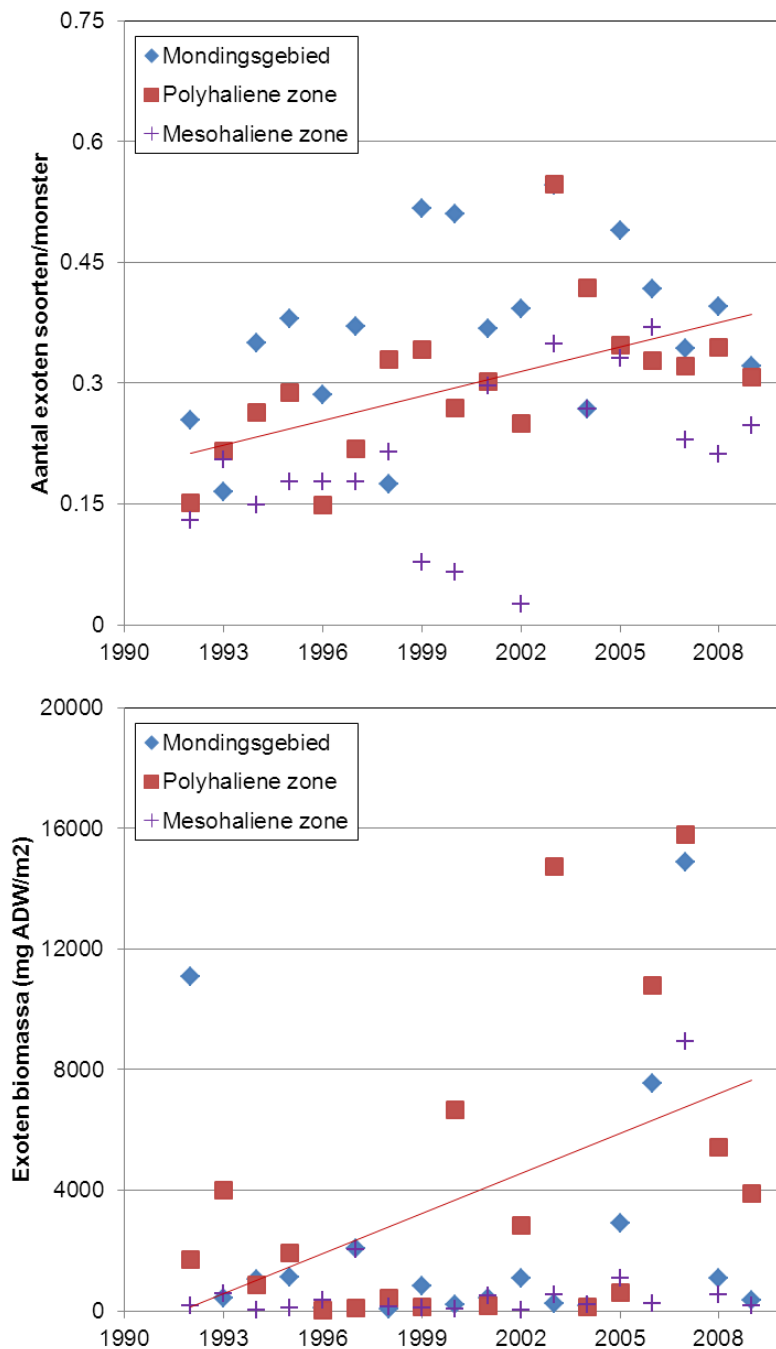 0.75
0.6
0.45
0.3
0.15
0
Aantal exoten soorten/monster
Mondingsgebied
Polyhaliene zone
Mesohaliene zone
1990 1993 1996 1999 2002 2005 2008
20000
16000
12000
8000
4000
0
Exoten biomassa (mg ADW/m2)
Mondingsgebied
Polyhaliene zone
Mesohaliene zone
1990 1993 1996 1999 2002 2005 2008